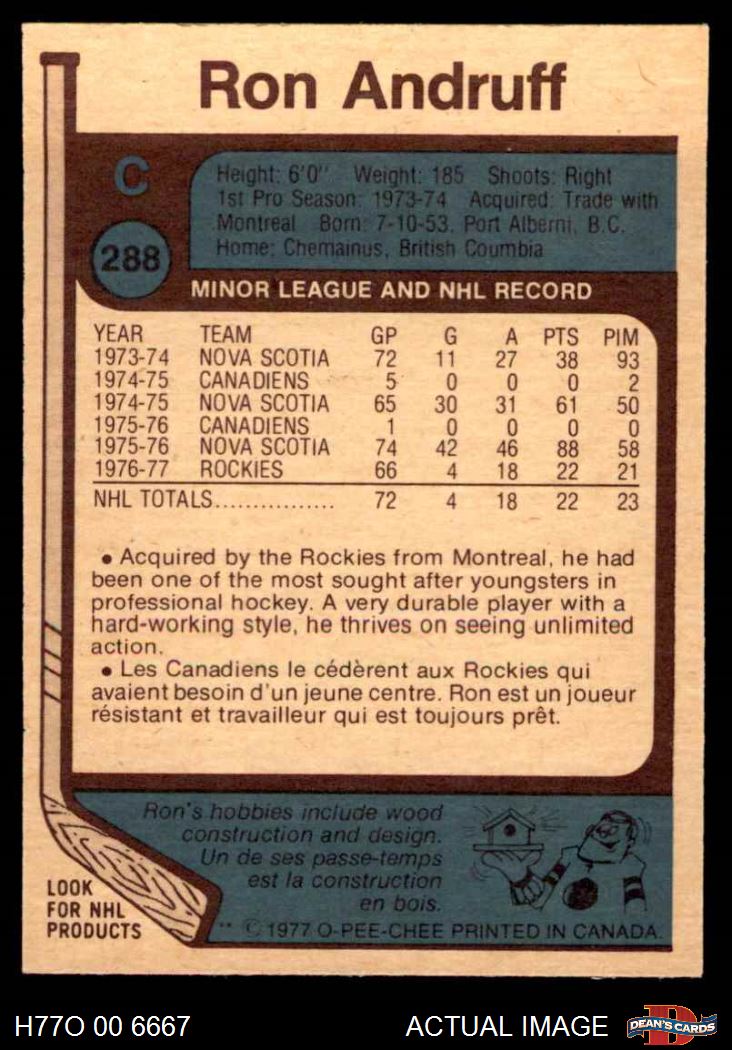 Ron Andruff
C
288
Height: 6'0" Weight: 185 Shoots: Right
1st Pro Season: 1973-74 Acquired: Trade with
Montreal Born: 7-10-53, Port Alberni, B.C.
Home: Chemainus, British Coumbia
MINOR LEAGUE AND NHL RECORD
YEAR TEAM GP G A PTS PIM
1973-74 NOVA SCOTIA 72 11 27 38 93
1974-75 CANADIENS 5 0 0 0 2
1974-75 NOVA SCOTIA 65 30 31 61 50
1975-76 CANADIENS 1 0 0 0 0
1975-76 NOVA SCOTIA 74 42 46 88 58
1976-77 ROCKIES 66 4 18 22 21
NHL TOTALS................ 72 4 18 22 23
• Acquired by the Rockies from Montreal, he had
been one of the most sought after youngsters in
professional hockey. A very durable player with a
hard-working style, he thrives on seeing unlimited
action.
• Les Canadiens le cédèrent aux Rockies qui
avaient besoin d'un jeune centre. Ron est un joueur
résistant et travailleur qui est toujours prêt.
Ron's hobbies include wood
construction and design.
Un de ses passe-temps
est la construction
en bois.
LOOK
FOR NHL
PRODUCTS
** © 1977 O-PEE-CHEE PRINTED IN CANADA.
H77O 00 6667
ACTUAL IMAGE
D
DEAN'S CARDS